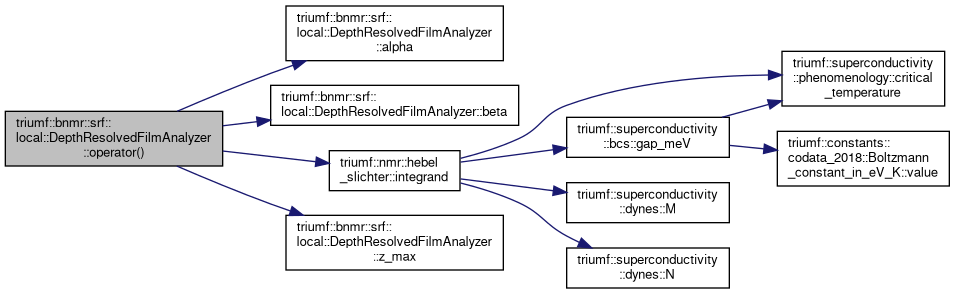 triumf::bnmr::srf::
local::DepthResolvedFilmAnalyzer
::operator()
triumf::bnmr::srf::
local::DepthResolvedFilmAnalyzer
::alpha
triumf::bnmr::srf::
local::DepthResolvedFilmAnalyzer::beta
triumf::nmr::hebel
_slichter::integrand
triumf::bnmr::srf::
local::DepthResolvedFilmAnalyzer
::z_max
triumf::superconductivity
::bcs::gap_meV
triumf::superconductivity
::dynes::M
triumf::superconductivity
::dynes::N
triumf::superconductivity
::phenomenology::critical
_temperature
triumf::constants::
codata_2018::Boltzmann
_constant_in_eV_K::value